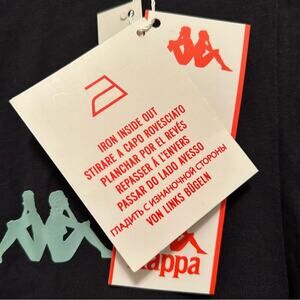 IRON INSIDE OUT
STIRARE A CAPO ROVESCIATO
PLANCHAR POR EL REVÉS
REPASSER À L'ENVERS
PASSAR DO LADO AVESSO
ГЛАДИТЬ С ИЗНАНОЧНОЙ СТОРОНЫ
VON LINKS BÜGELN
Kappa